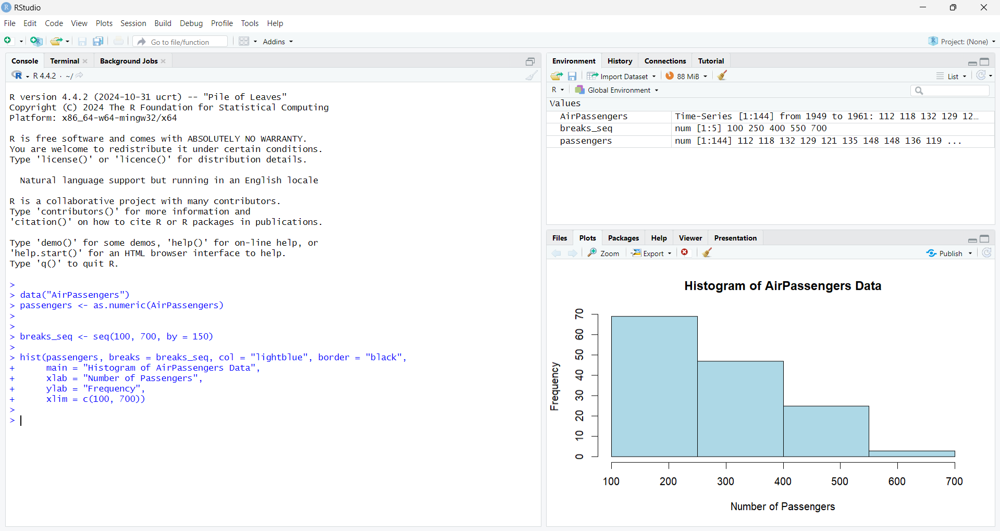 RStudio
File Edit Code View Plots Session Build Debug Profile Tools Help
Go to file/function Addins Project: (None)
Console Terminal Background Jobs
R 4.4.2 · ~/
R version 4.4.2 (2024-10-31 ucrt) -- "Pile of Leaves"
Copyright (C) 2024 The R Foundation for Statistical Computing
Platform: x86_64-w64-mingw32/x64
R is free software and comes with ABSOLUTELY NO WARRANTY.
You are welcome to redistribute it under certain conditions.
Type 'license()' or 'licence()' for distribution details.
Natural language support but running in an English locale
R is a collaborative project with many contributors.
Type 'contributors()' for more information and
'citation()' on how to cite R or R packages in publications.
Type 'demo()' for some demos, 'help()' for on-line help, or
'help.start()' for an HTML browser interface to help.
Type 'q()' to quit R.
>
> data("AirPassengers")
> passengers <- as.numeric(AirPassengers)
>
>
> breaks_seq <- seq(100, 700, by = 150)
>
> hist(passengers, breaks = breaks_seq, col = "lightblue", border = "black",
+ main = "Histogram of AirPassengers Data",
+ xlab = "Number of Passengers",
+ ylab = "Frequency",
+ xlim = c(100, 700))
>
>
Environment History Connections Tutorial
Import Dataset 88 MiB List
R Global Environment
Values
AirPassengers Time-Series [1:144] from 1949 to 1961: 112 118 132 129 12…
breaks_seq num [1:5] 100 250 400 550 700
passengers num [1:144] 112 118 132 129 121 135 148 148 136 119 ...
Files Plots Packages Help Viewer Presentation
Zoom Export Publish
Histogram of AirPassengers Data
Frequency
70
60
50
40
30
20
10
0
100 200 300 400 500 600 700
Number of Passengers